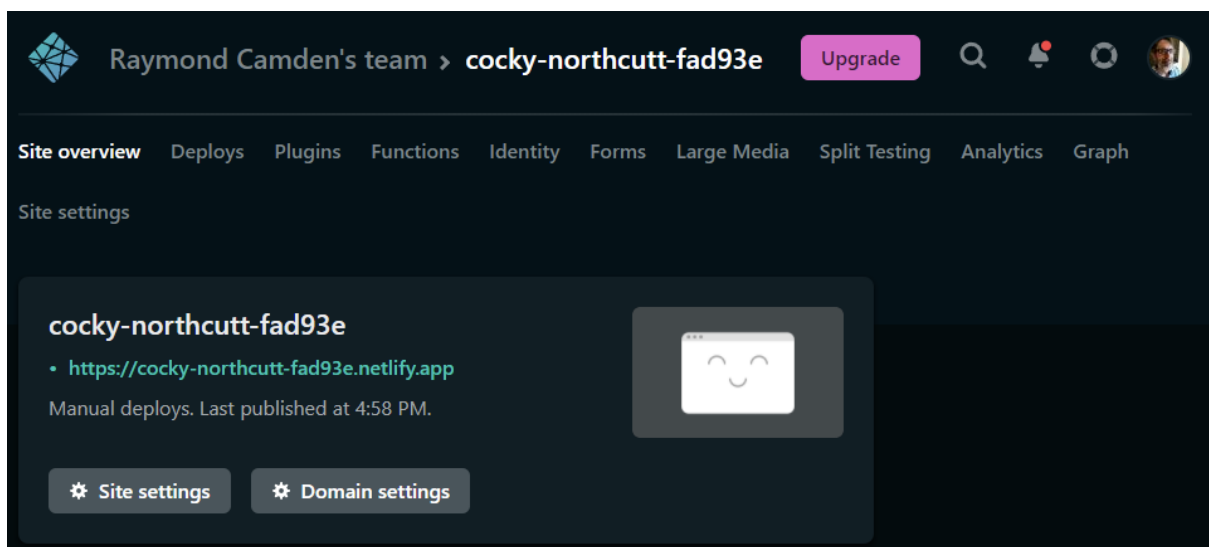 Raymond Camden's team > cocky-northcutt-fad93e Upgrade
Site overview Deploys Plugins Functions Identity Forms Large Media Split Testing Analytics Graph
Site settings
cocky-northcutt-fad93e
• https://cocky-northcutt-fad93e.netlify.app
Manual deploys. Last published at 4:58 PM.
Site settings Domain settings